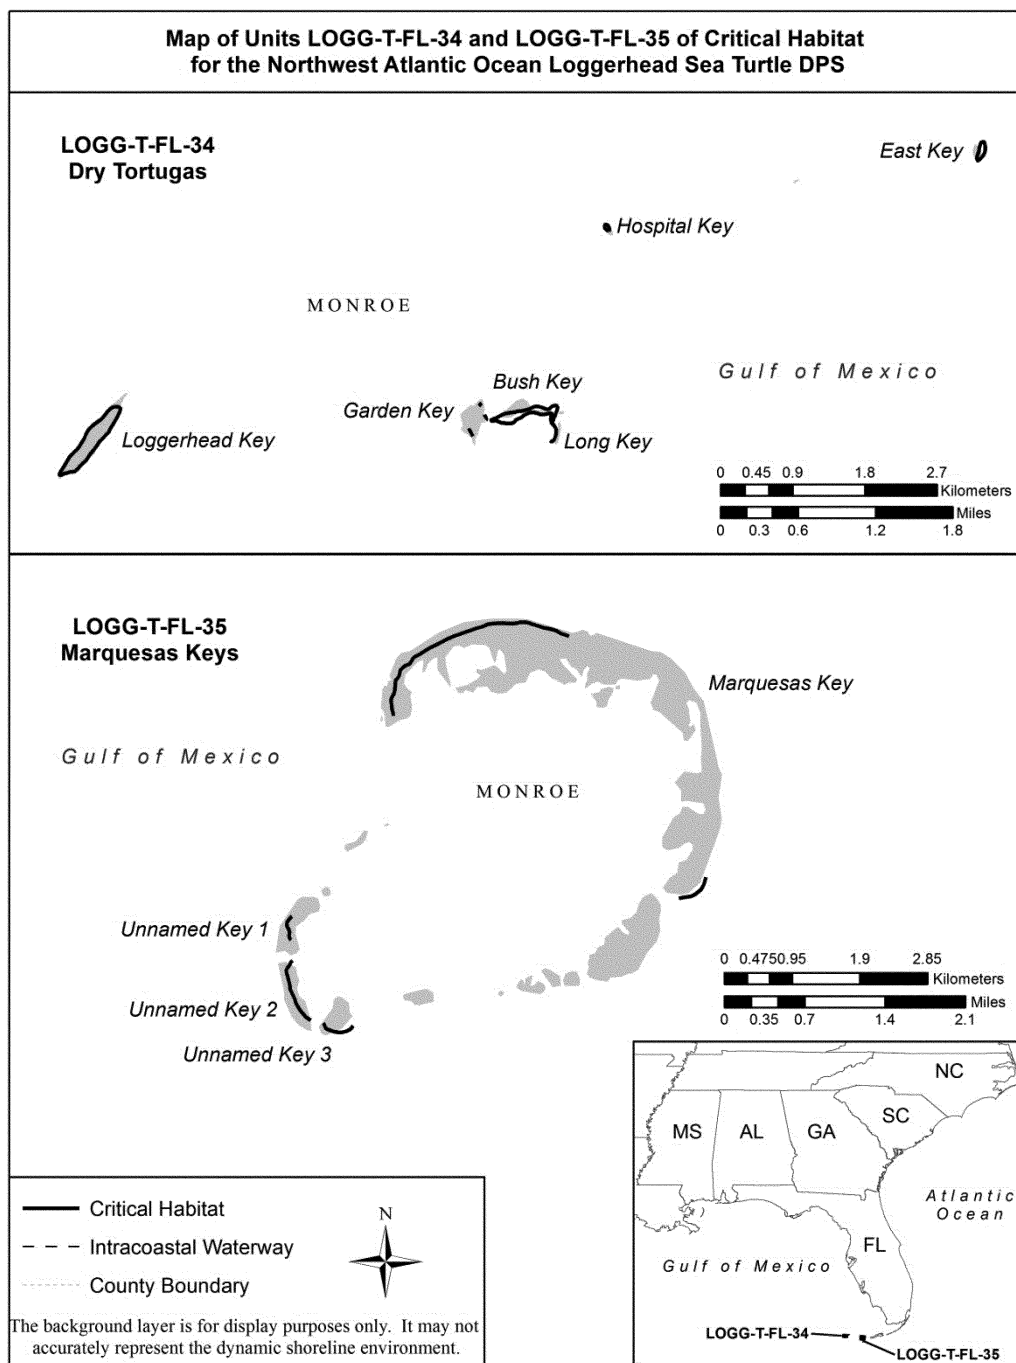 Map of Units LOGG-T-FL-34 and LOGG-T-FL-35 of Critical Habitat
for the Northwest Atlantic Ocean Loggerhead Sea Turtle DPS
LOGG-T-FL-34
Dry Tortugas
East Key
Hospital Key
MONROE
Gulf of Mexico
Bush Key
Garden Key
Loggerhead Key
Long Key
0 0.45 0.9 1.8 2.7
Kilometers
Miles
0 0.3 0.6 1.2 1.8
LOGG-T-FL-35
Marquesas Keys
Marquesas Key
Gulf of Mexico
MONROE
Unnamed Key 1
Unnamed Key 2
Unnamed Key 3
0 0.4750.95 1.9 2.85
Kilometers
Miles
0 0.35 0.7 1.4 2.1
NC
SC
MS AL GA
Atlantic
Ocean
FL
Gulf of Mexico
LOGG-T-FL-34
LOGG-T-FL-35
Critical Habitat
Intracoastal Waterway
County Boundary
N
The background layer is for display purposes only. It may not
accurately represent the dynamic shoreline environment.